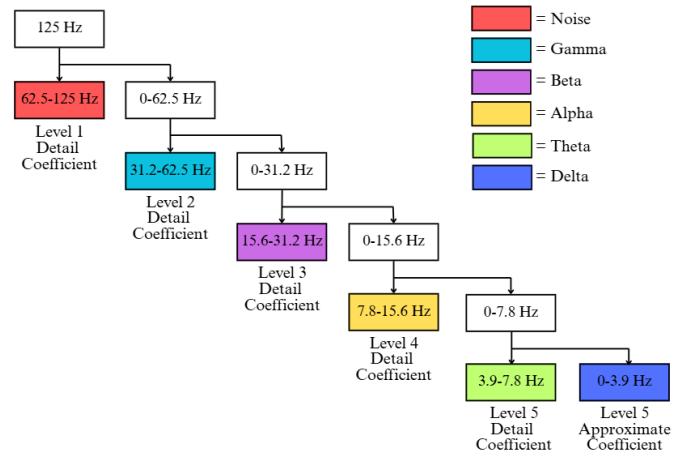 125 Hz
= Noise
= Gamma
= Beta
= Alpha
= Theta
= Delta
62.5-125 Hz
0-62.5 Hz
Level 1
Detail
Coefficient
31.2-62.5 Hz
0-31.2 Hz
Level 2
Detail
Coefficient
15.6-31.2 Hz
0-15.6 Hz
Level 3
Detail
Coefficient
7.8-15.6 Hz
0-7.8 Hz
Level 4
Detail
Coefficient
3.9-7.8 Hz
0-3.9 Hz
Level 5
Detail
Coefficient
Level 5
Approximate
Coefficient